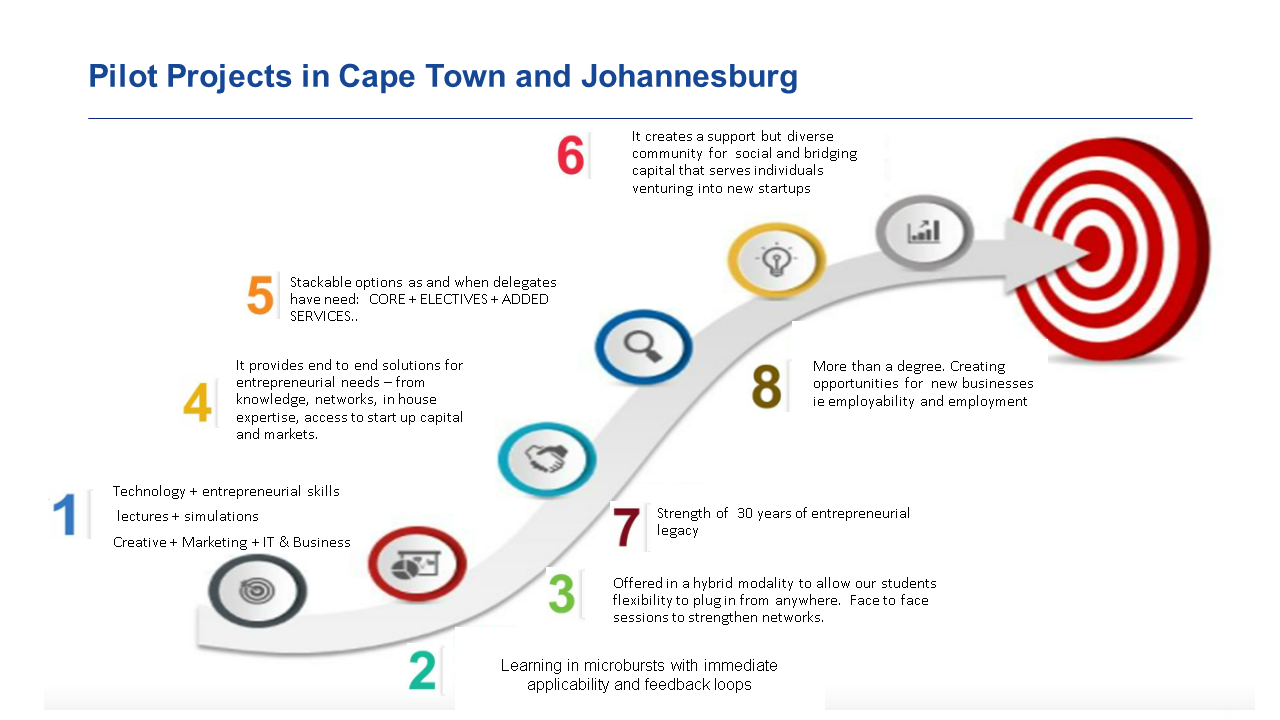 Pilot Projects in Cape Town and Johannesburg
6
It creates a support but diverse
community for social and bridging
capital that serves individuals
venturing into new startups
5
Stackable options as and when delegates
have need: CORE + ELECTIVES + ADDED
SERVICES..
4
It provides end to end solutions for
entrepreneurial needs – from
knowledge, networks, in house
expertise, access to start up capital
and markets.
8
More than a degree. Creating
opportunities for new businesses
ie employability and employment
1
Technology + entrepreneurial skills
lectures + simulations
Creative + Marketing + IT & Business
7
Strength of 30 years of entrepreneurial
legacy
3
Offered in a hybrid modality to allow our students
flexibility to plug in from anywhere. Face to face
sessions to strengthen networks.
2
Learning in microbursts with immediate
applicability and feedback loops